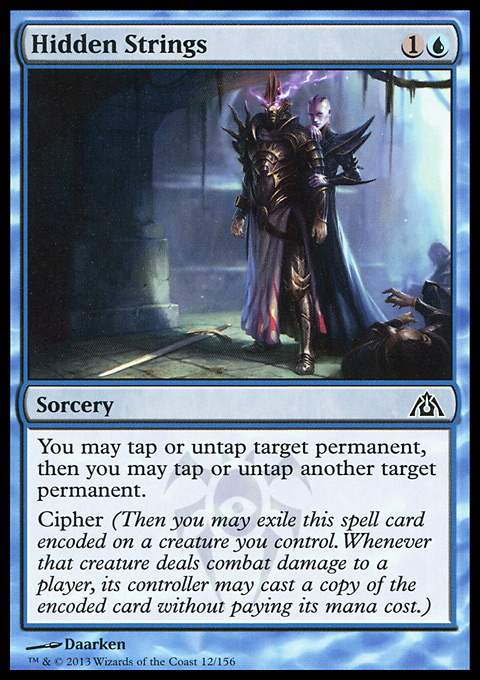 Hidden Strings 1
Sorcery
You may tap or untap target permanent,
then you may tap or untap another target
permanent.
Cipher (Then you may exile this spell card
encoded on a creature you control. Whenever
that creature deals combat damage to a
player, its controller may cast a copy of the
encoded card without paying its mana cost.)
Daarken
™ & © 2013 Wizards of the Coast 12/156